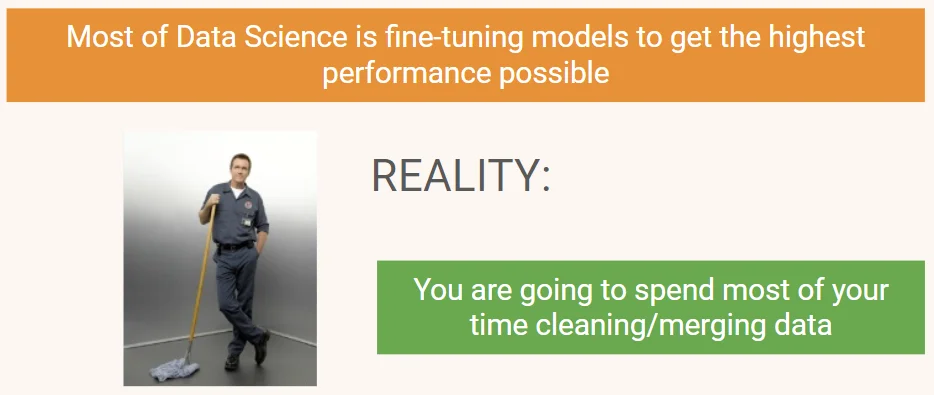 Most of Data Science is fine-tuning models to get the highest
performance possible
REALITY:
You are going to spend most of your
time cleaning/merging data